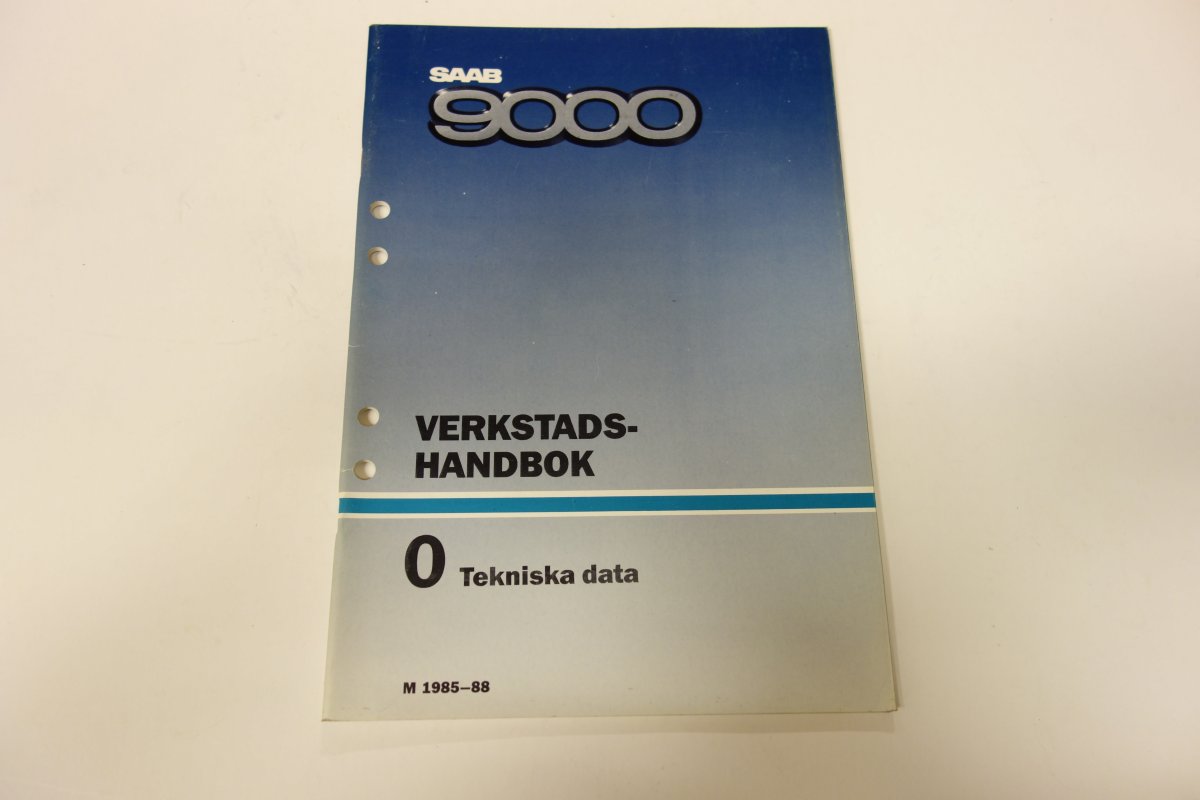 SAAB
9000
VERKSTADS-
HANDBOK
0 Tekniska data
M 1985–88